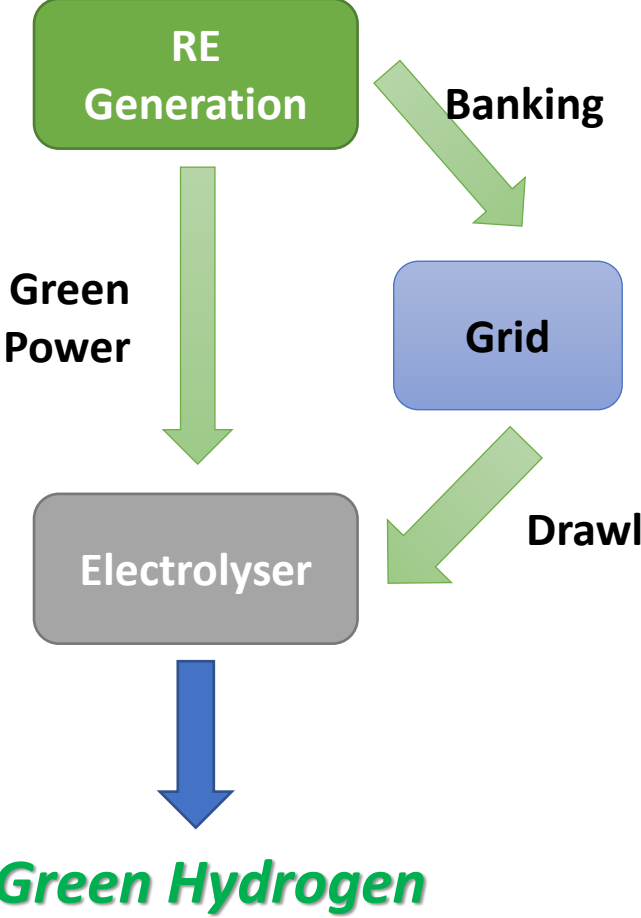 RE
Generation
Banking
Green
Power
Grid
Drawl
Electrolyser
Green Hydrogen